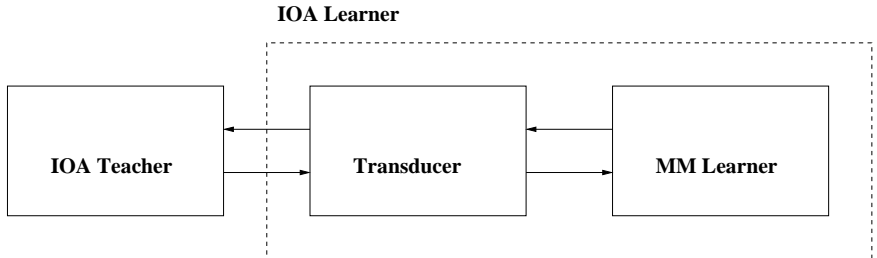 IOA Learner
IOA Teacher
Transducer
MM Learner